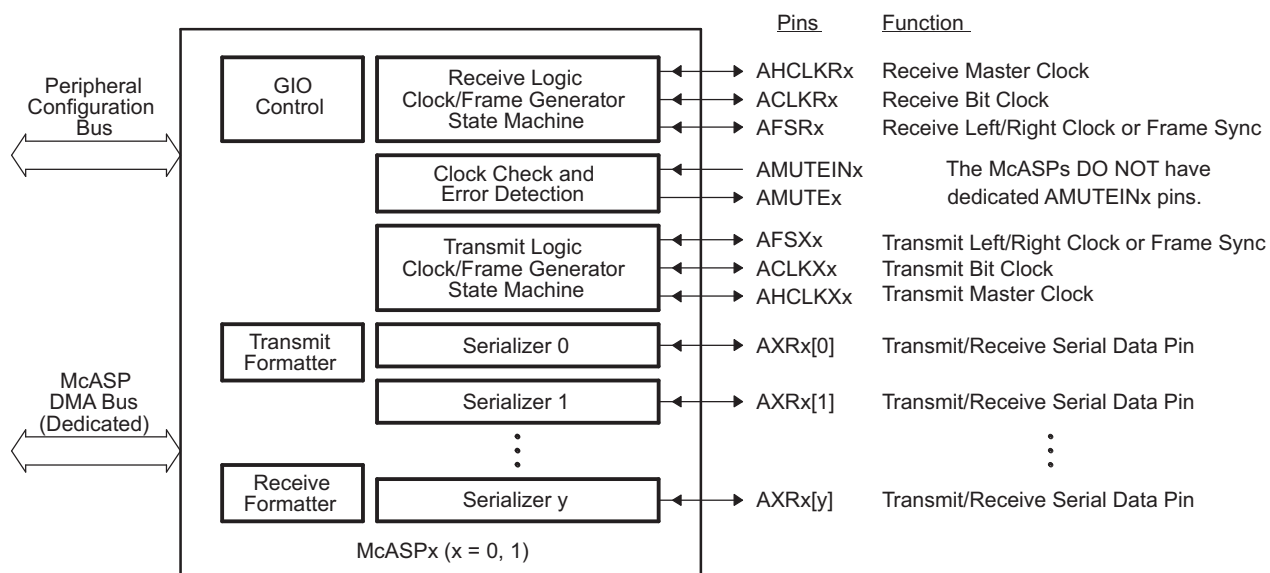 Pins Function
Peripheral
Configuration
Bus
GIO
Control
Receive Logic
Clock/Frame Generator
State Machine
AHCLKRx Receive Master Clock
ACLKRx Receive Bit Clock
AFSRx Receive Left/Right Clock or Frame Sync
Clock Check and
Error Detection
AMUTEINx
AMUTEx
The McASPs DO NOT have
dedicated AMUTEINx pins.
Transmit Logic
Clock/Frame Generator
State Machine
AFSXx Transmit Left/Right Clock or Frame Sync
ACLKXx Transmit Bit Clock
AHCLKXx Transmit Master Clock
Transmit
Formatter
Serializer 0
AXRx[0] Transmit/Receive Serial Data Pin
McASP
DMA Bus
(Dedicated)
Serializer 1
AXRx[1] Transmit/Receive Serial Data Pin
Receive
Formatter
Serializer y
AXRx[y] Transmit/Receive Serial Data Pin
McASPx (x = 0, 1)